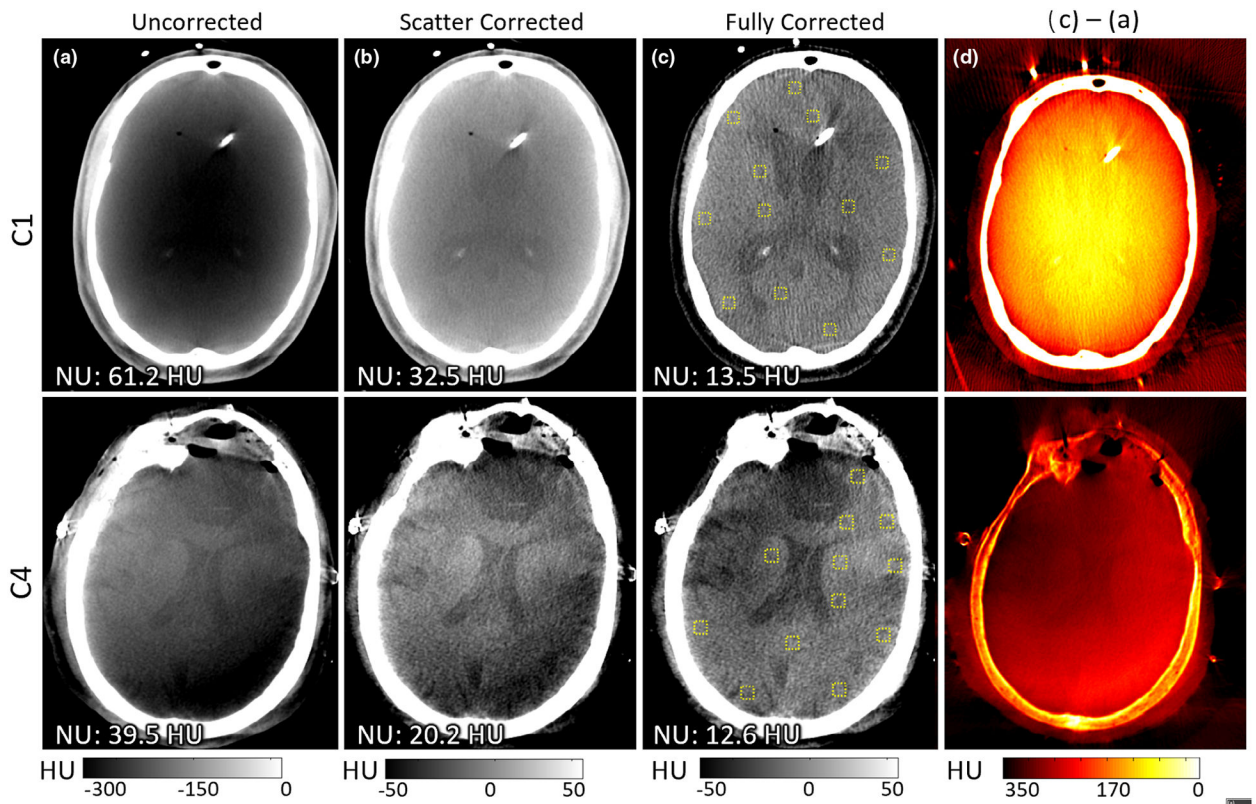 Uncorrected Scatter Corrected Fully Corrected (c) – (a)
(a) (b) (c) (d)
C1
NU: 61.2 HU NU: 32.5 HU NU: 13.5 HU
C4
NU: 39.5 HU NU: 20.2 HU NU: 12.6 HU
HU -300 -150 0 HU -50 0 50 HU -50 0 50 HU 350 170 0